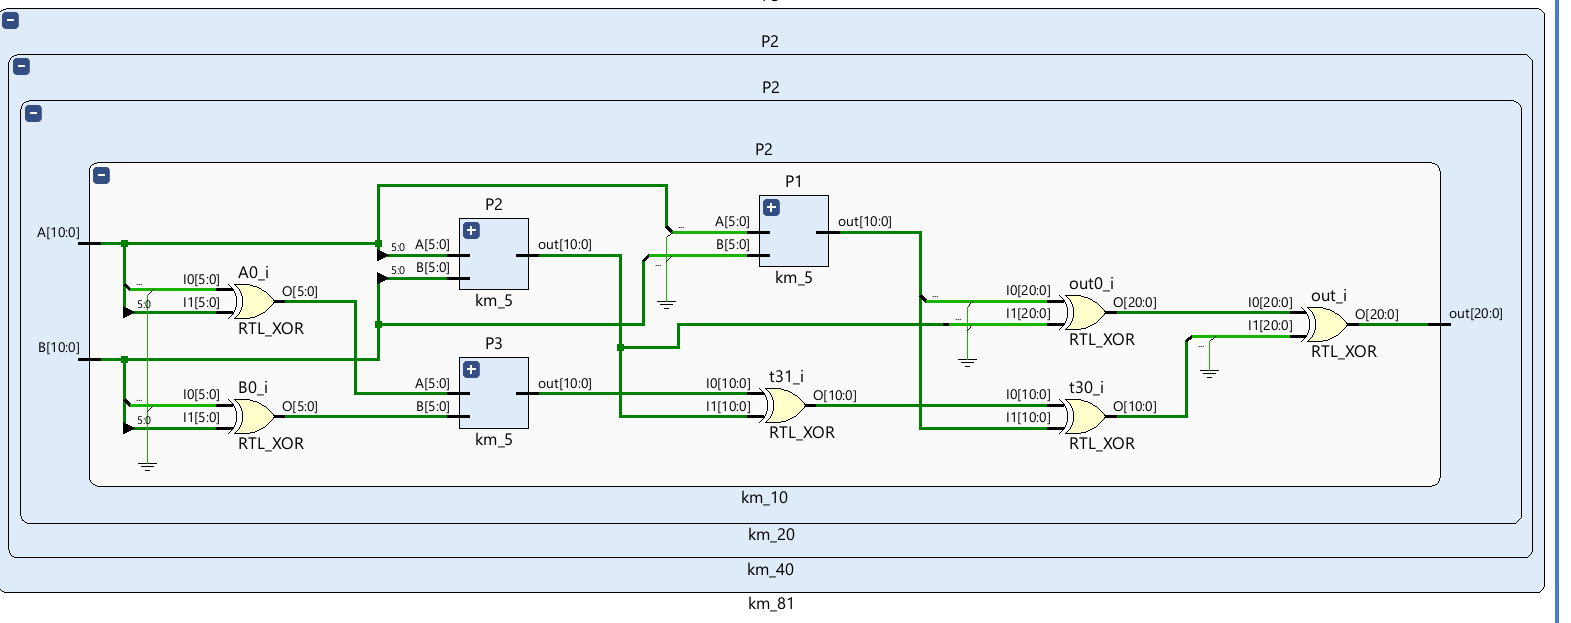 P2
P2
P2
P1
P2
A[5:0]
out[10:0]
A[10:0]
5:0
A[5:0]
out[10:0]
B[5:0]
5:0
B[5:0]
A0_i
km_5
I0[5:0]
O[5:0]
km_5
out0_i
5:0
I1[5:0]
I0[20:0]
O[20:0]
I0[20:0]
out_i
RTL_XOR
I1[20:0]
I1[20:0]
O[20:0]
out[20:0]
B[10:0]
P3
RTL_XOR
RTL_XOR
B0_i
A[5:0]
out[10:0]
I0[10:0]
t31_i
O[10:0]
I0[10:0]
t30_i
I0[5:0]
O[5:0]
B[5:0]
I1[10:0]
I1[10:0]
O[10:0]
5:0
I1[5:0]
RTL_XOR
km_5
RTL_XOR
RTL_XOR
km_10
km_20
km_40
km_81